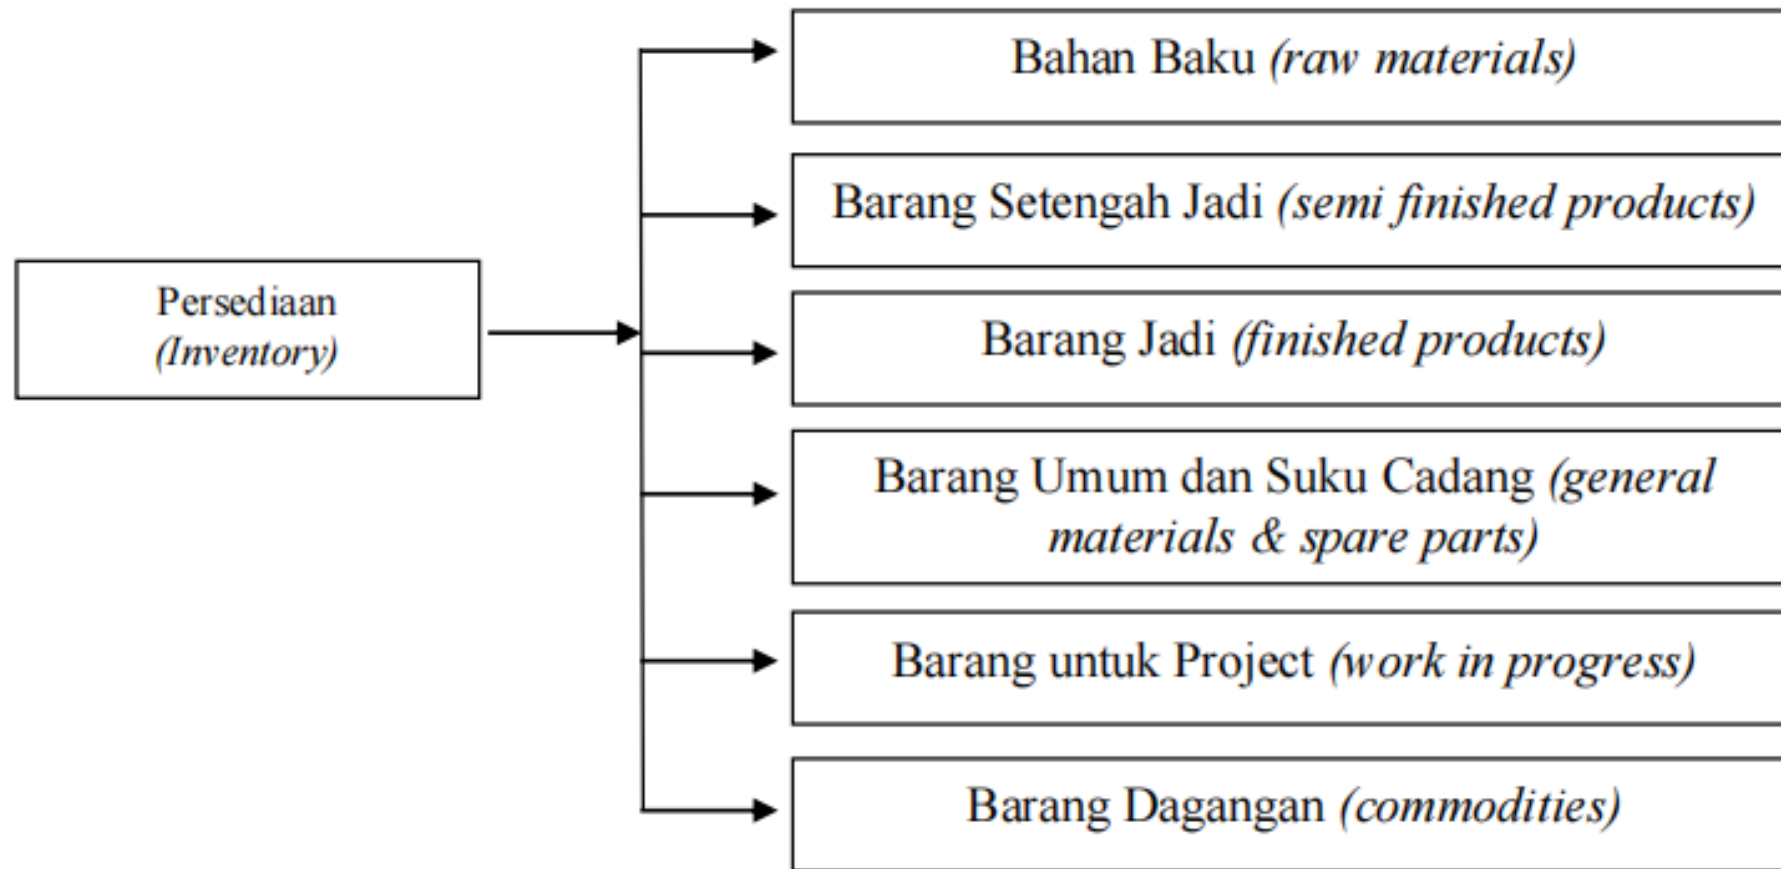 Bahan Baku (raw materials)
Barang Setengah Jadi (semi finished products)
Persediaan
(Inventory)
Barang Jadi (finished products)
Barang Umum dan Suku Cadang (general
materials & spare parts)
Barang untuk Project (work in progress)
Barang Dagangan (commodities)